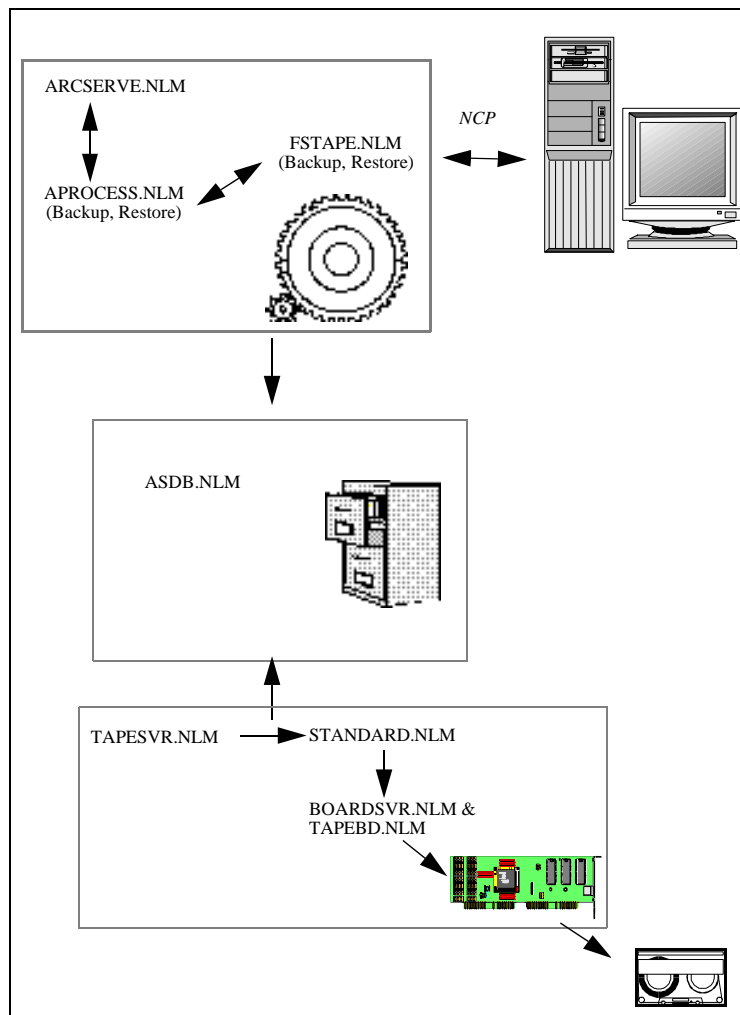 ARCSERVE.NLM
NCP
FSTAPE.NLM
(Backup, Restore)
APROCESS.NLM
(Backup, Restore)
ASDB.NLM
TAPESVR.NLM
STANDARD.NLM
BOARDSVR.NLM &
TAPEBD.NLM